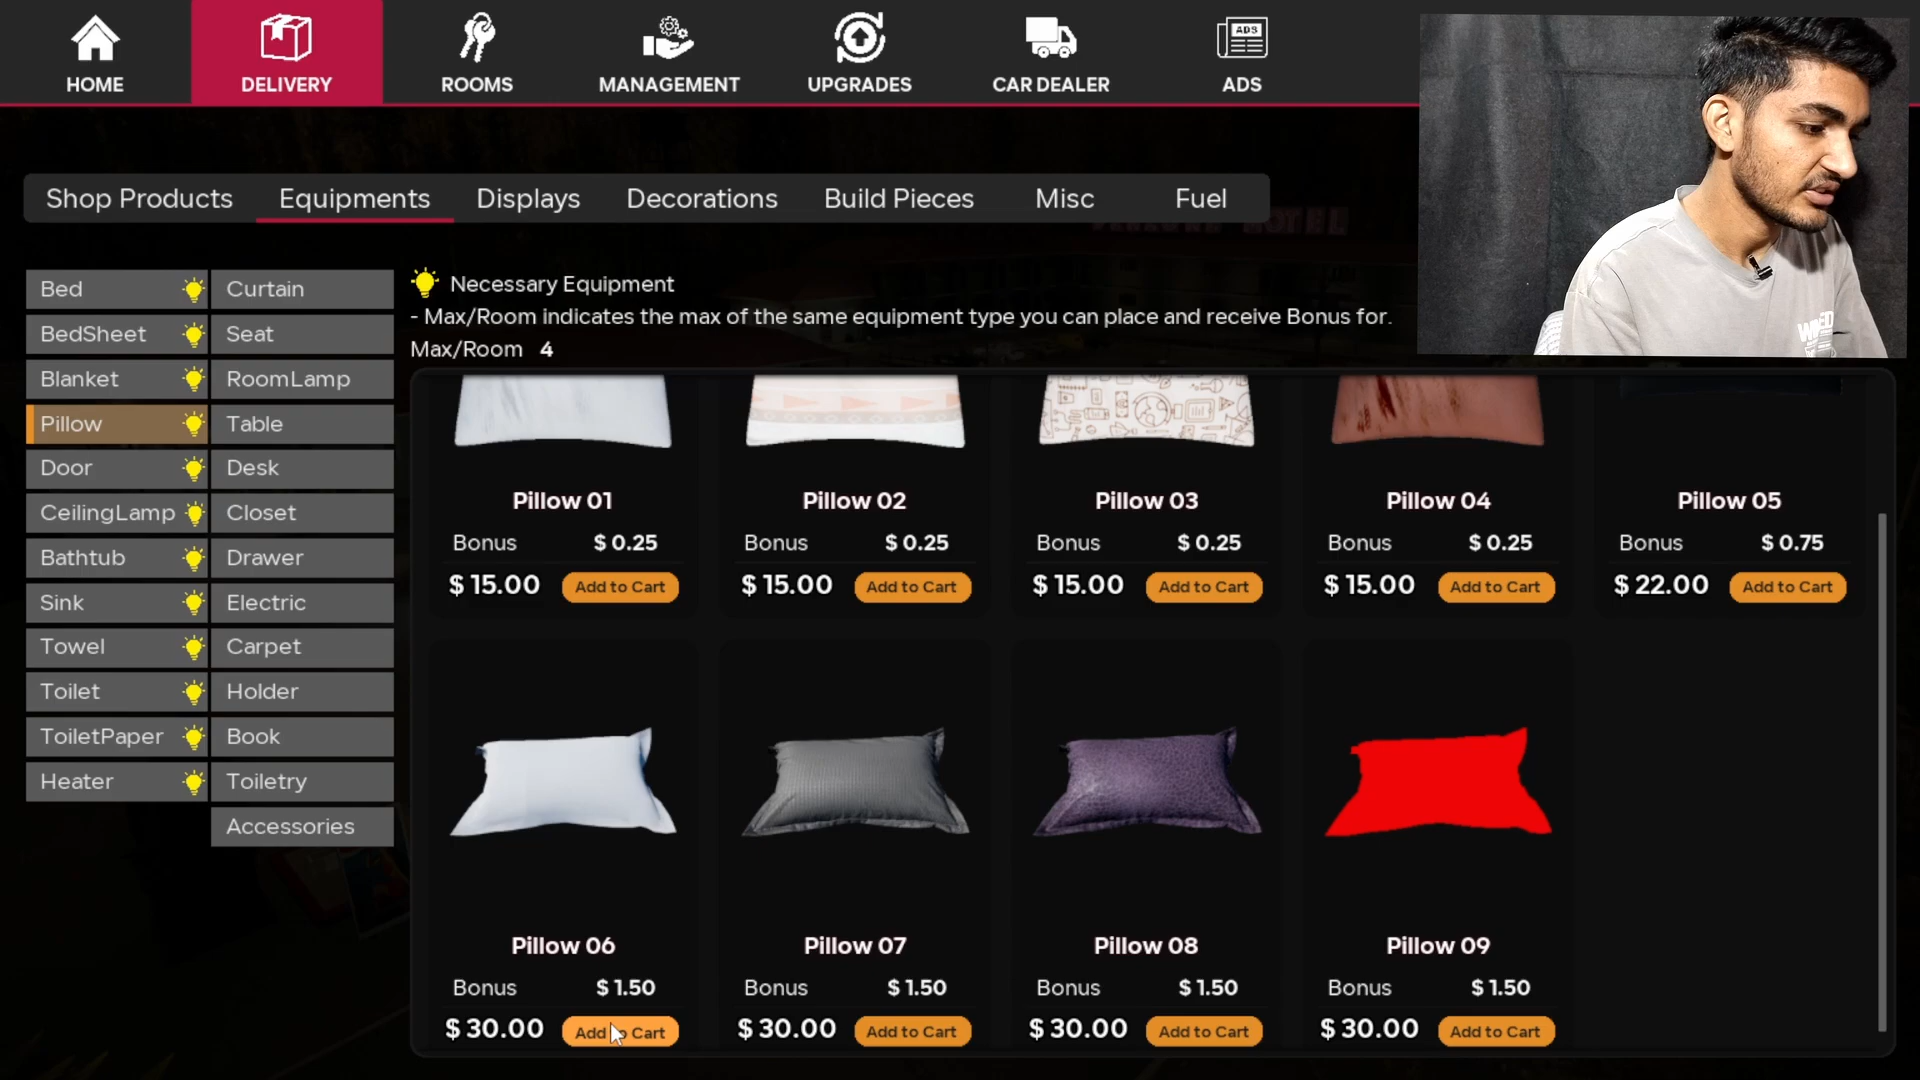 HOME
DELIVERY
ROOMS
MANAGEMENT
UPGRADES
CAR DEALER
ADS
ADS
Shop Products
Equipments
Displays
Decorations
Build Pieces
Misc
Fuel
Bed
BedSheet
Blanket
Pillow
Door
CeilingLamp
Bathtub
Sink
Towel
Toilet
ToiletPaper
Heater
Curtain
Seat
RoomLamp
Table
Desk
Closet
Drawer
Electric
Carpet
Holder
Book
Toiletry
Accessories
Necessary Equipment
- Max/Room indicates the max of the same equipment type you can place and receive Bonus for.
Max/Room 4
Pillow 01
Bonus $ 0.25
$ 15.00 Add to Cart
Pillow 02
Bonus $ 0.25
$ 15.00 Add to Cart
Pillow 03
Bonus $ 0.25
$ 15.00 Add to Cart
Pillow 04
Bonus $ 0.25
$ 15.00 Add to Cart
Pillow 05
Bonus $ 0.75
$ 22.00 Add to Cart
Pillow 06
Bonus $ 1.50
$ 30.00 Add to Cart
Pillow 07
Bonus $ 1.50
$ 30.00 Add to Cart
Pillow 08
Bonus $ 1.50
$ 30.00 Add to Cart
Pillow 09
Bonus $ 1.50
$ 30.00 Add to Cart